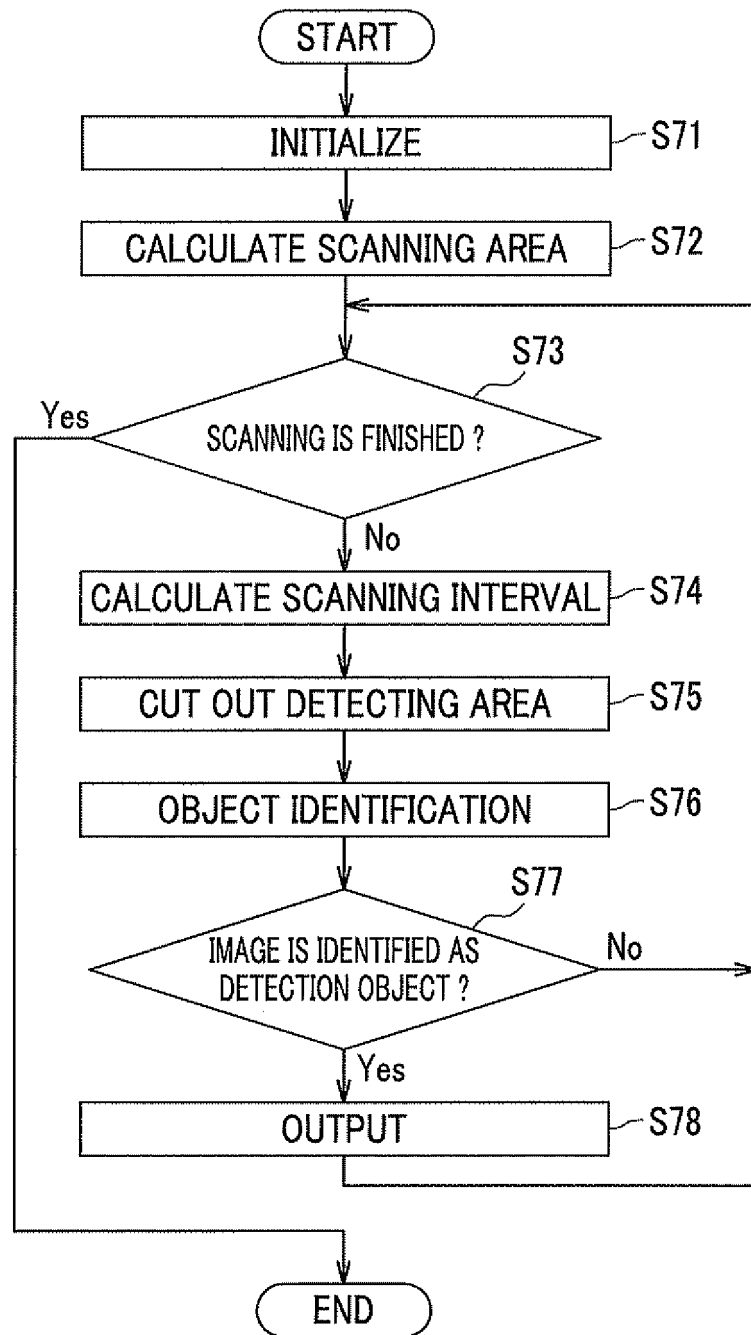 START
INITIALIZE
S71
CALCULATE SCANNING AREA
S72
S73
Yes
SCANNING IS FINISHED ?
No
CALCULATE SCANNING INTERVAL
S74
CUT OUT DETECTING AREA
S75
OBJECT IDENTIFICATION
S76
S77
IMAGE IS IDENTIFIED AS
DETECTION OBJECT ?
No
Yes
OUTPUT
S78
END